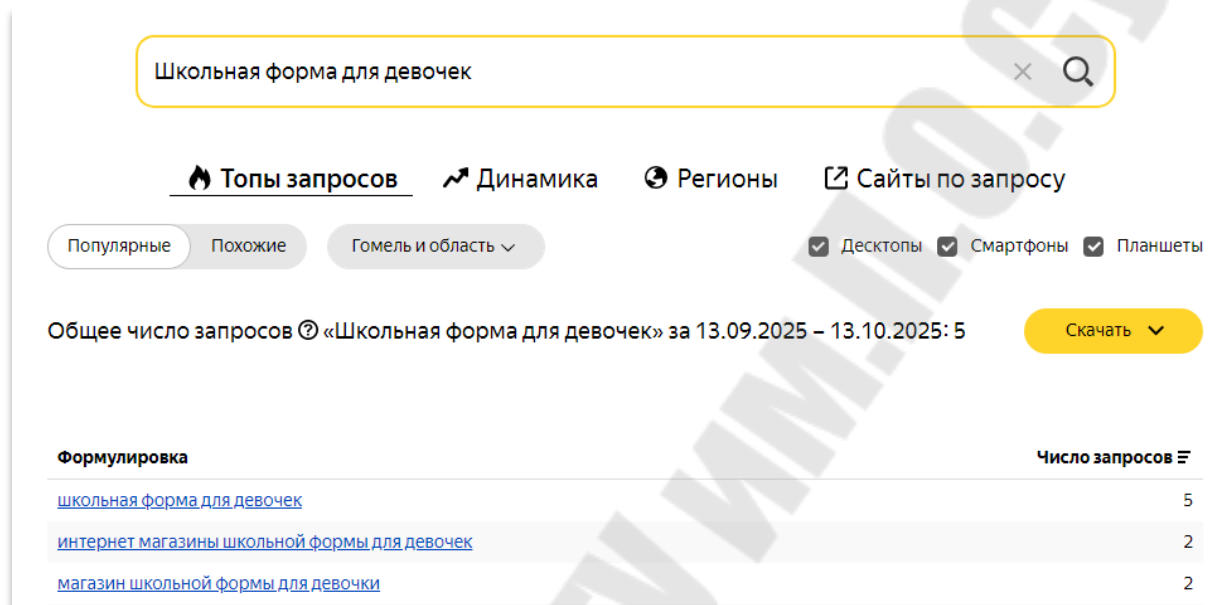 Школьная форма для девочек
Топы запросов Динамика Регионы Сайты по запросу
Популярные Похожие Гомель и область Десктопы Смартфоны Планшеты
Общее число запросов «Школьная форма для девочек» за 13.09.2025 – 13.10.2025: 5 Скачать
Формулировка Число запросов
школьная форма для девочек 5
интернет магазины школьной формы для девочек 2
магазин школьной формы для девочки 2